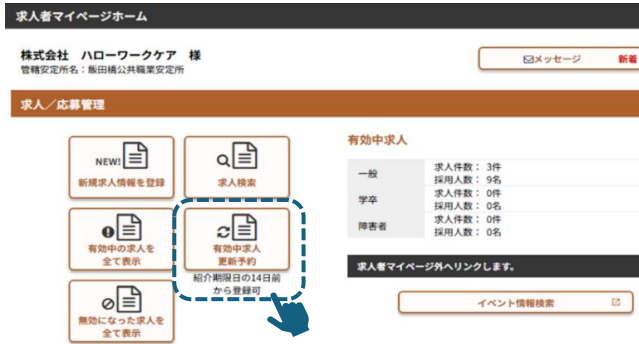 求人者マイページホーム
株式会社 ハローワークケア 様
管轄安定所名：飯田橋公共職業安定所
メッセージ 新着
求人／応募管理
NEW!
新規求人情報を登録
求人検索
有効中の求人を
全て表示
有効中求人
更新予約
紹介期限日の14日前
から登録可
無効になった求人を
全て表示
有効中求人
一般
求人件数： 3件
採用人数： 9名
学卒
求人件数： 0件
採用人数： 0名
障害者
求人件数： 0件
採用人数： 0名
求人者マイページ外へリンクします。
イベント情報検索